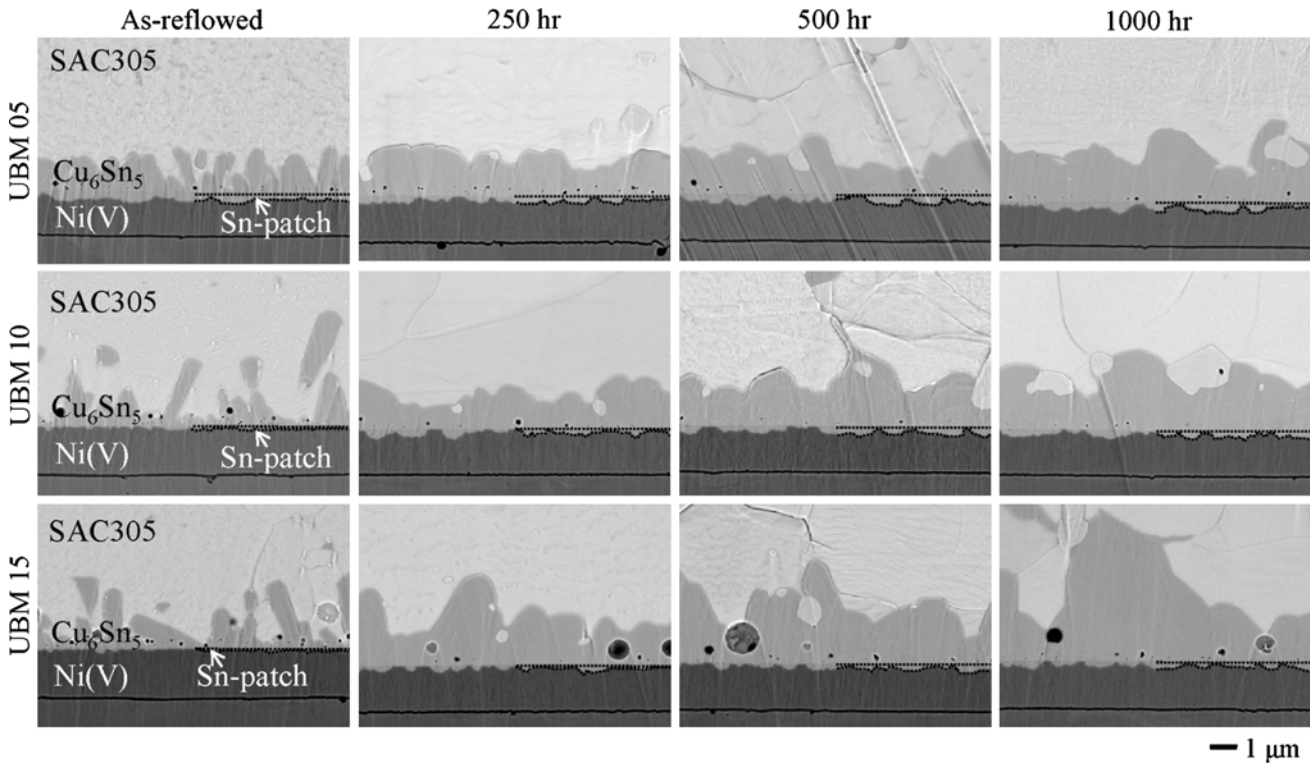 As-reflowed 250 hr 500 hr 1000 hr
UBM 05
SAC305
Cu₆Sn₅
Ni(V)
Sn-patch
UBM 10
SAC305
Cu₆Sn₅
Ni(V)
Sn-patch
UBM 15
SAC305
Cu₆Sn₅
Ni(V)
Sn-patch
1 μm